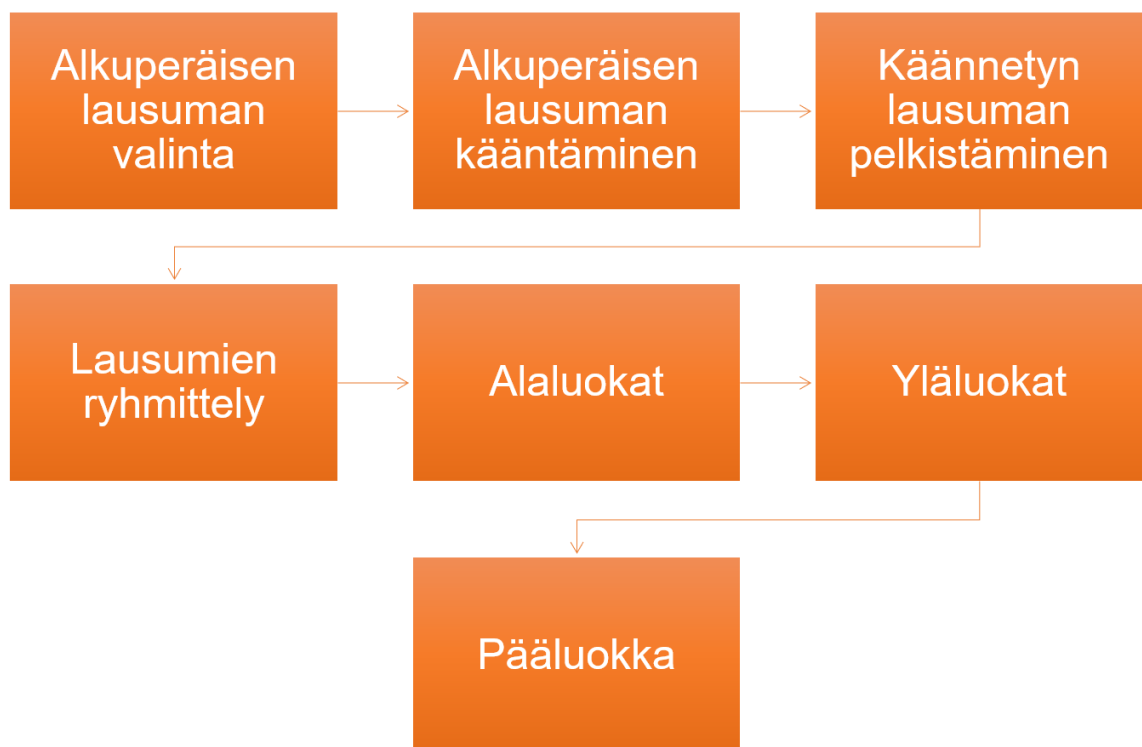 Alkuperäisen
lausuman
valinta
Alkuperäisen
lausuman
kääntäminen
Käännetyn
lausuman
pelkistäminen
Lausumien
ryhmittely
Alaluokat
Yläluokat
Pääluokka